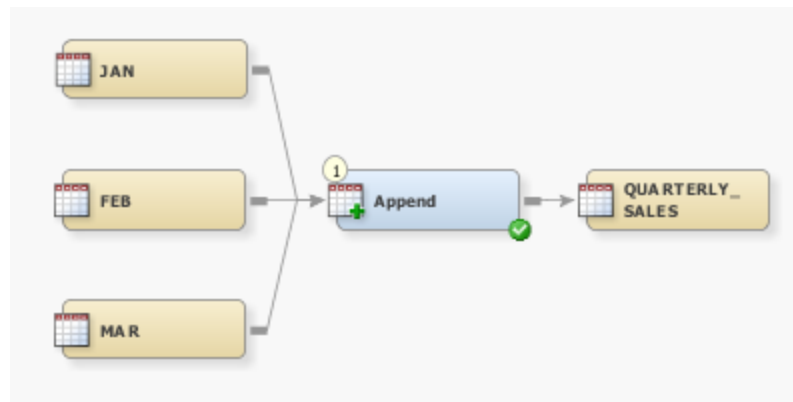 JAN
FEB
MAR
1
Append
QUARTERLY_
SALES